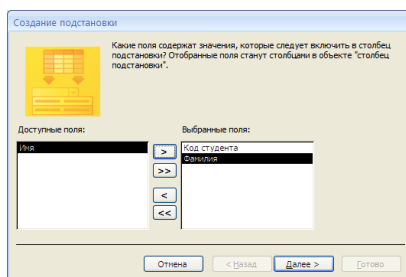 Создание подстановки
Какие поля содержат значения, которые следует включить в столбец
подстановки? Отобранные поля станут столбцами в объекте "столбец
подстановки".
Доступные поля:
Выбранные поля:
Имя
Код студента
Фамилия
>
>>
<
<<
Отмена
< Назад
Далее >
Готово